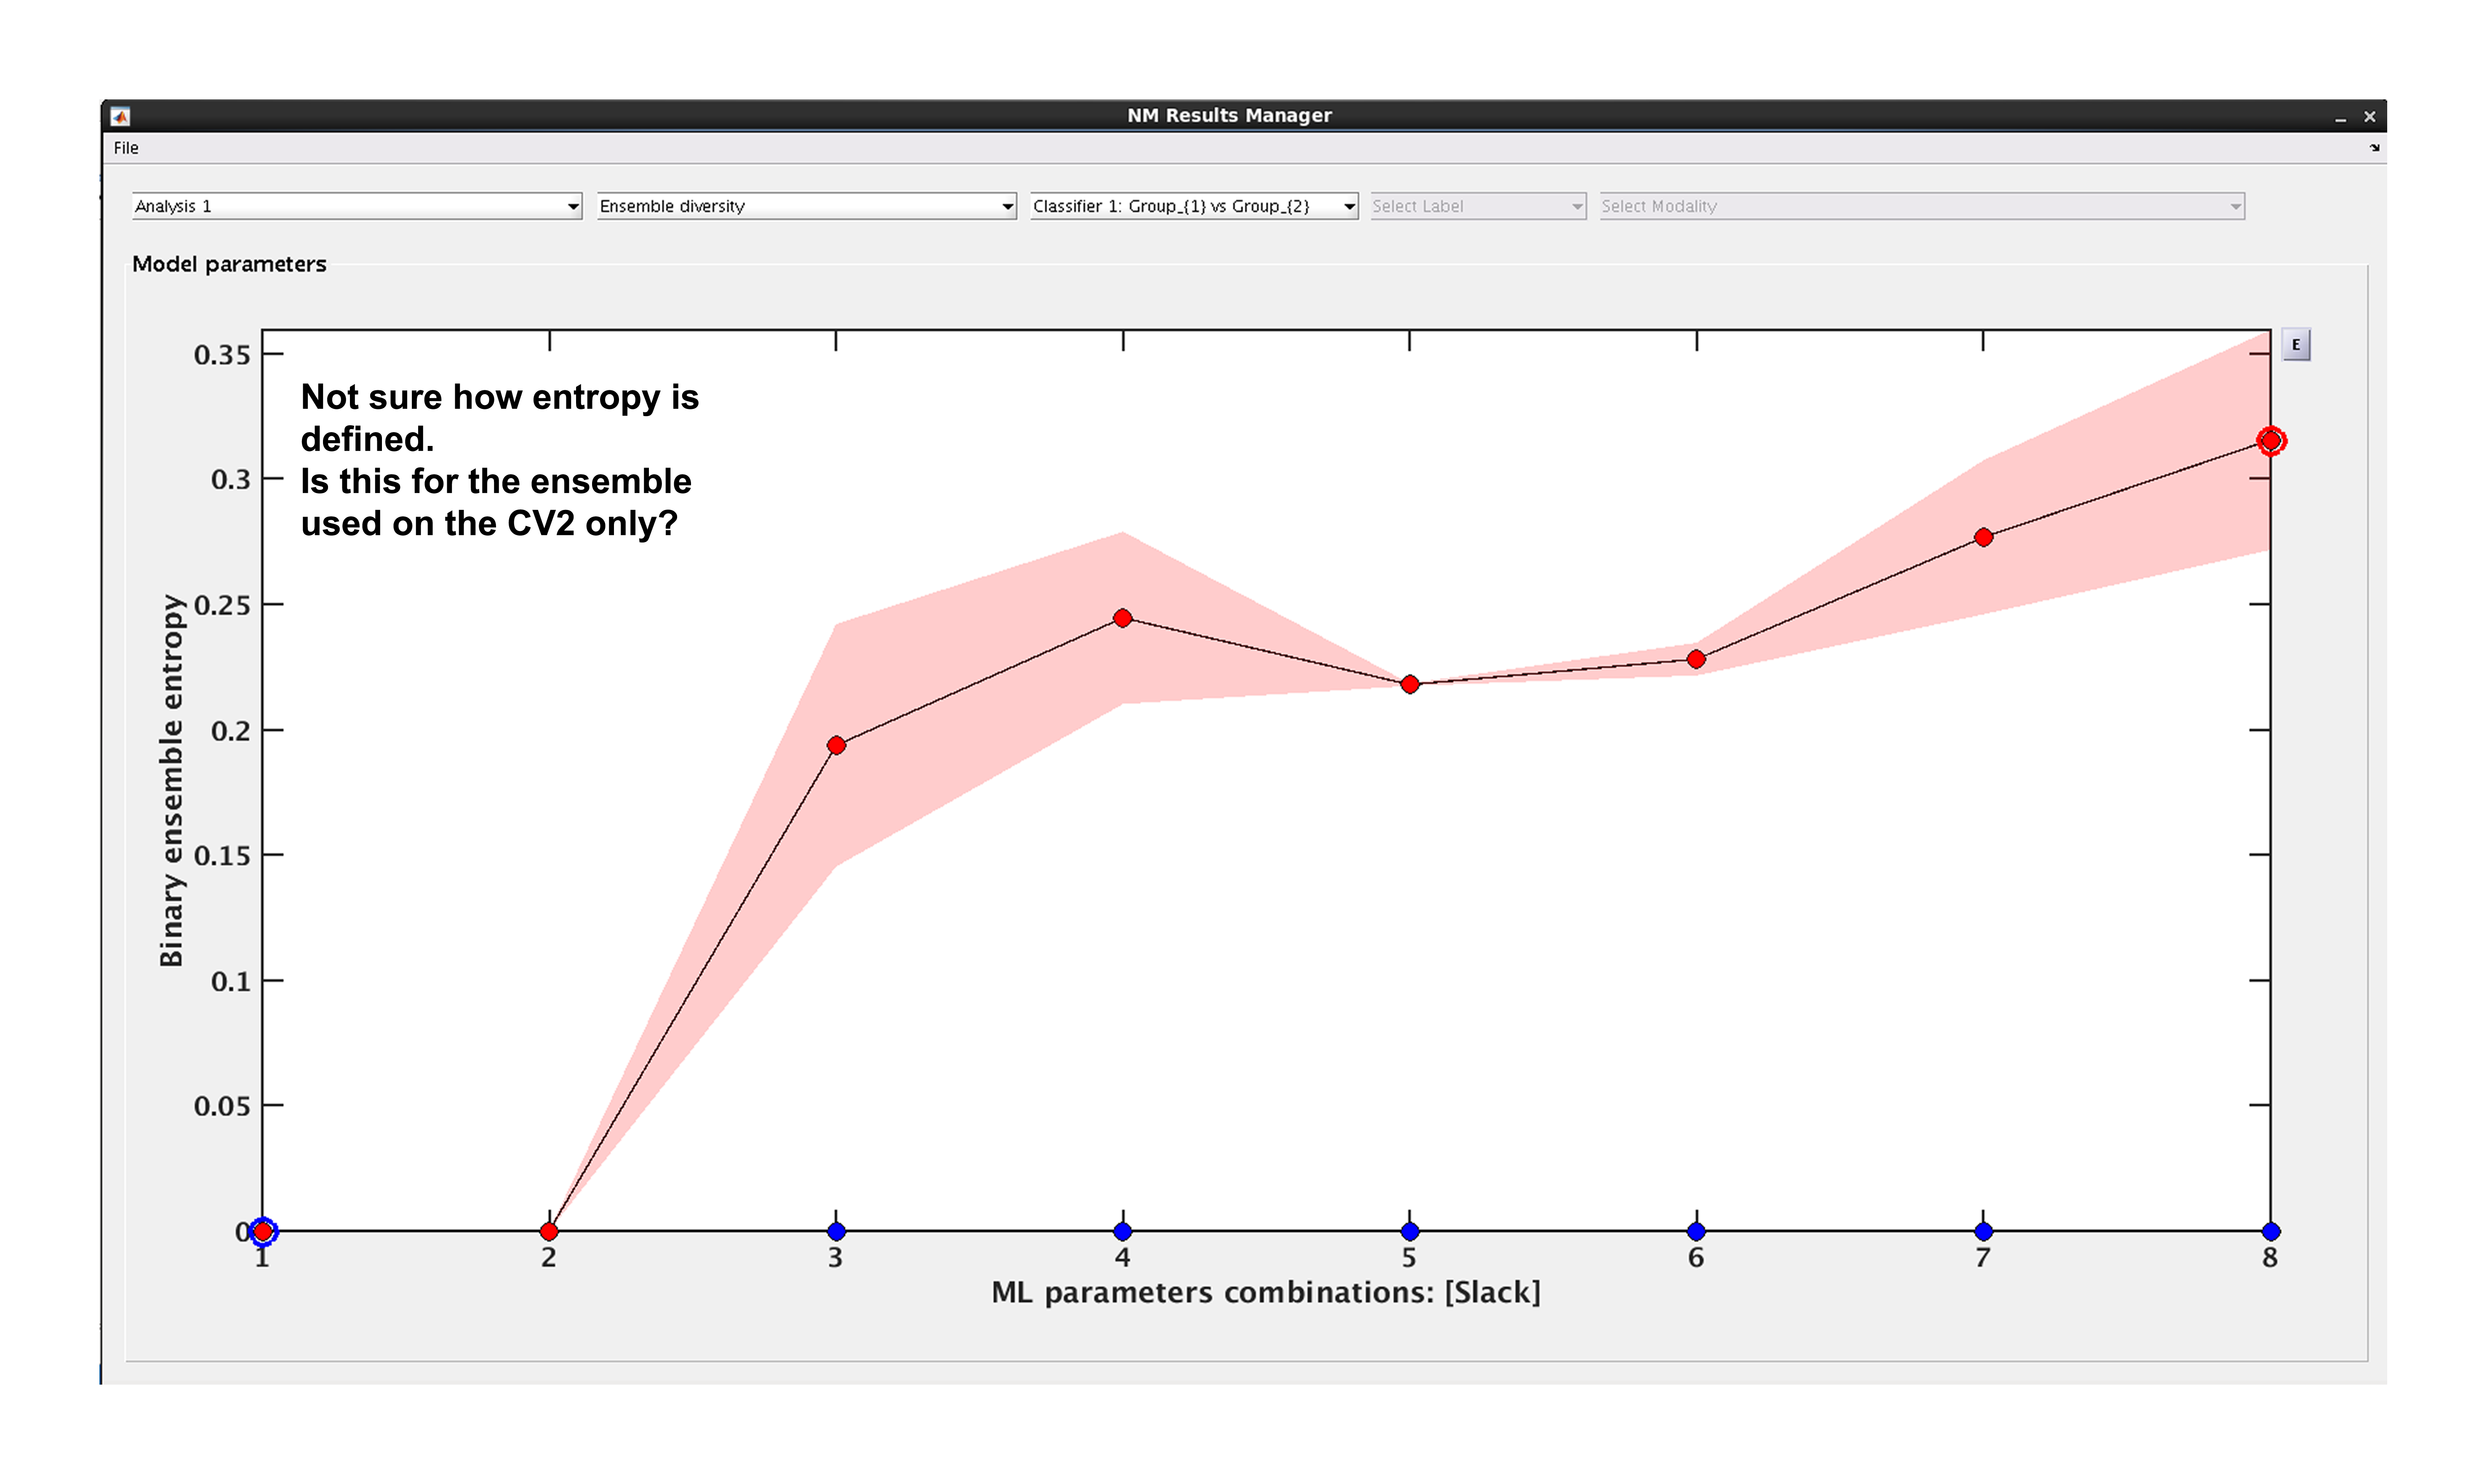 NM Results Manager
File
Analysis 1
Ensemble diversity
Classifier 1: Group_{1} vs Group_{2}
Select Label
Select Modality
Model parameters
E
Not sure how entropy is
defined.
Is this for the ensemble
used on the CV2 only?
Binary ensemble entropy
0.35
0.3
0.25
0.2
0.15
0.1
0.05
0
1 2 3 4 5 6 7 8
ML parameters combinations: [Slack]